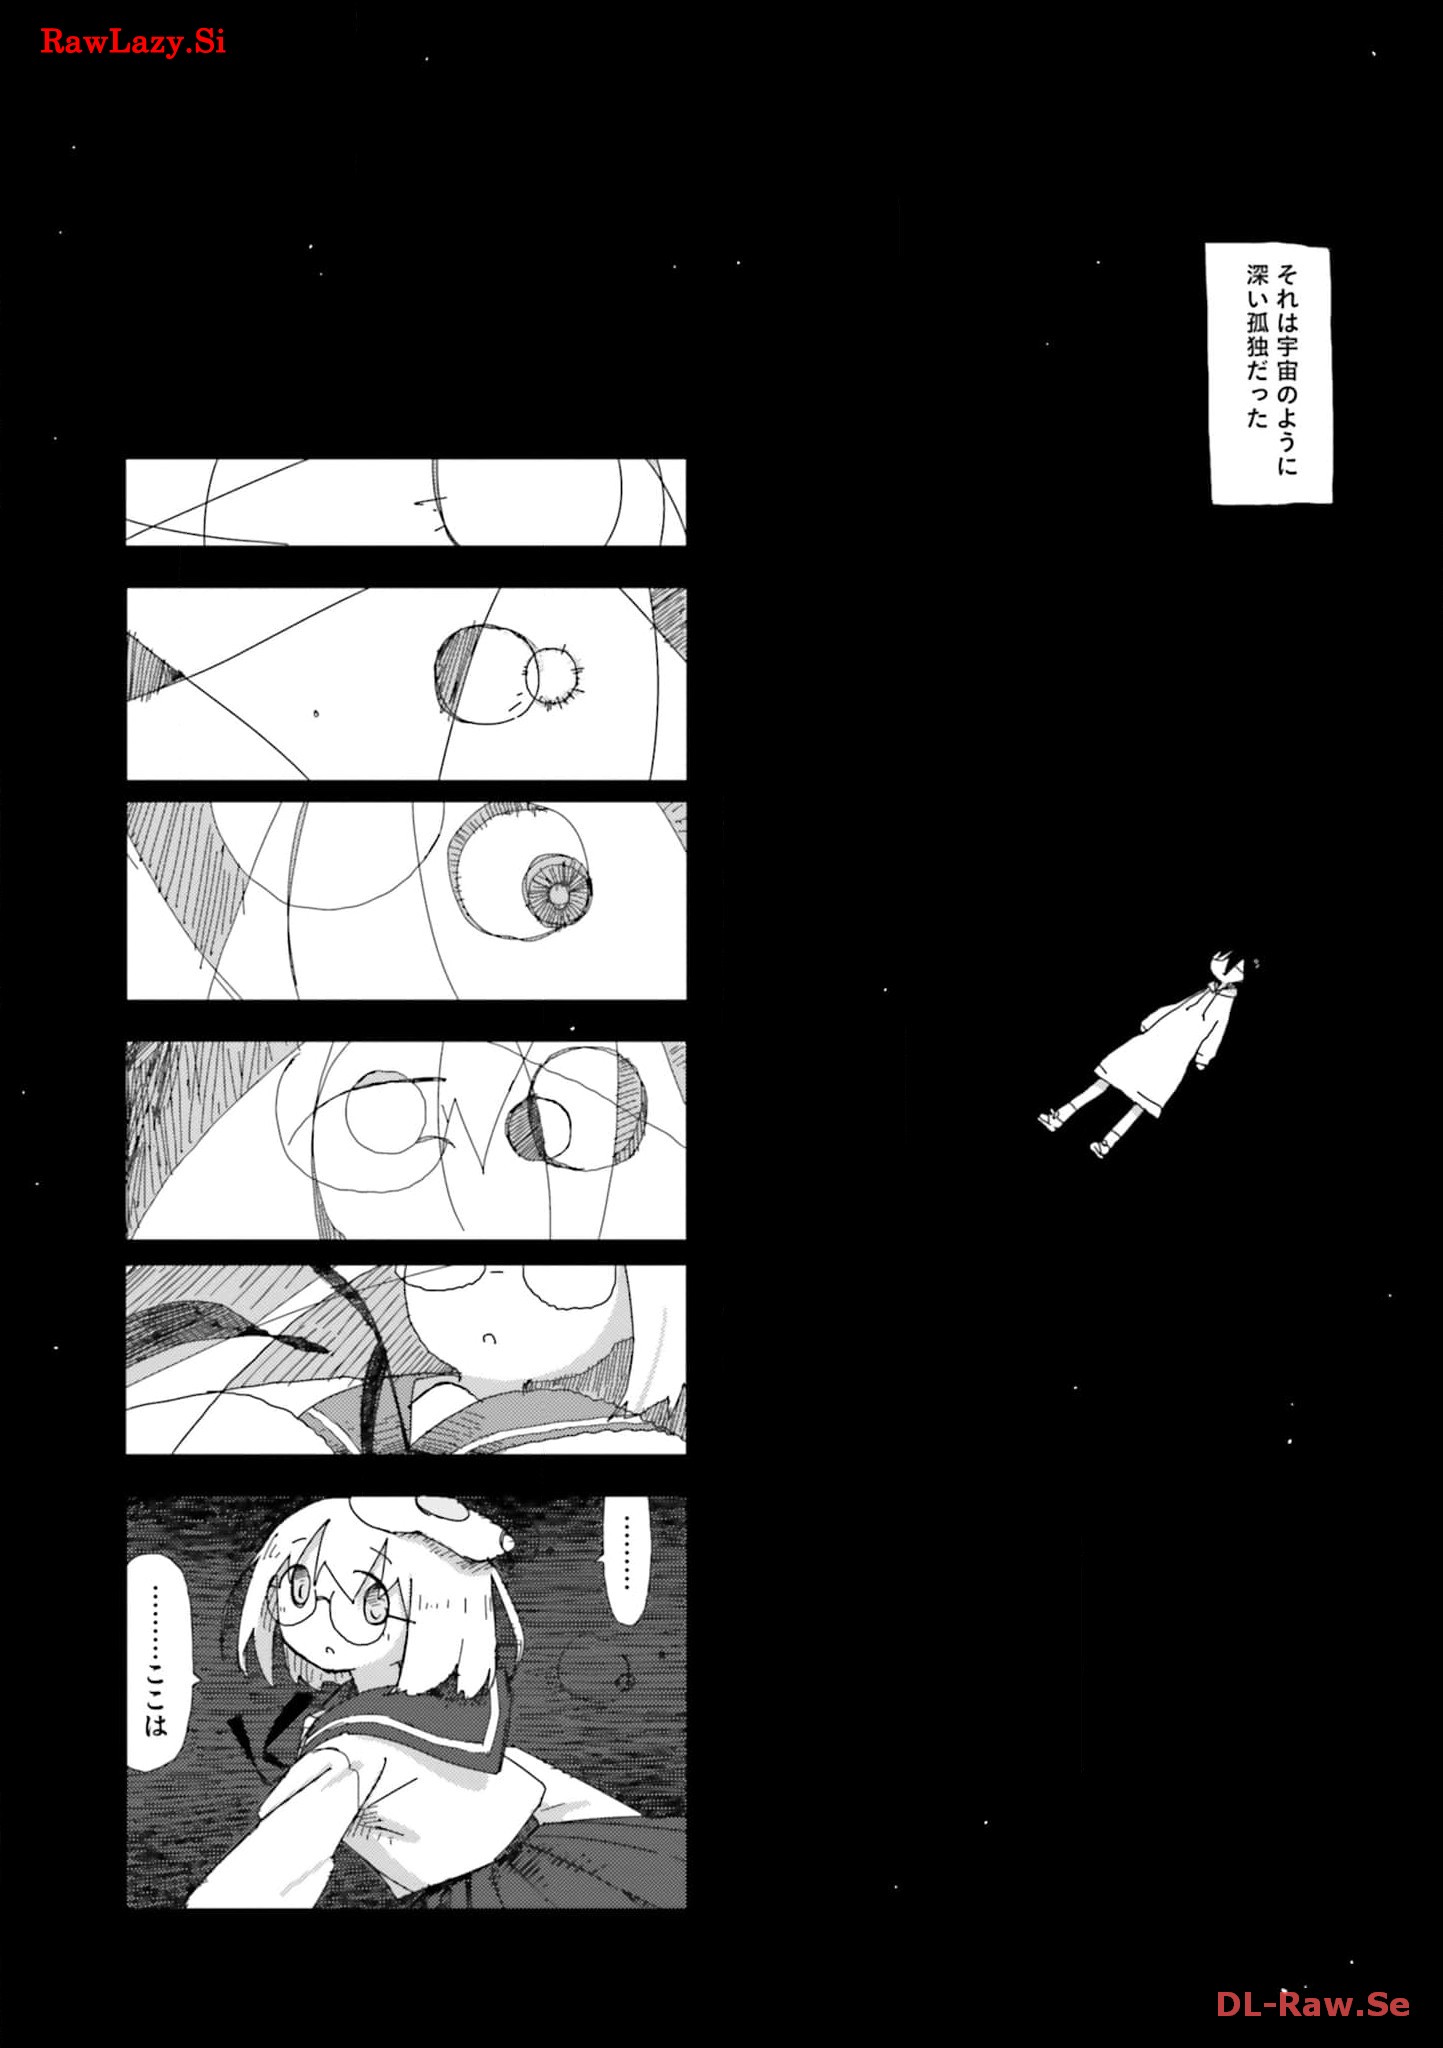 RawLazy.Si
それは宇宙のように
深い孤独だった
………
…………ここは
DL-Raw.Se